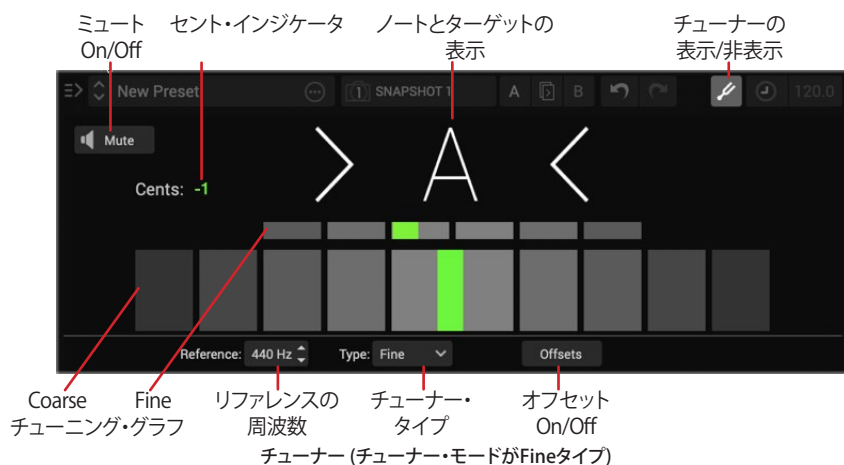 ミュート
On/Off
セント・インジケータ
ノートとターゲットの
表示
チューナーの
表示/非表示
New Preset
1 SNAPSHOT 1
A
B
120.0
Mute
> A <
Cents: -1
Reference: 440 Hz
Type: Fine
Offsets
Coarse Fine
チューニング・グラフ
リファレンスの
周波数
チューナー・
タイプ
オフセット
On/Off
チューナー (チューナー・モードがFineタイプ)